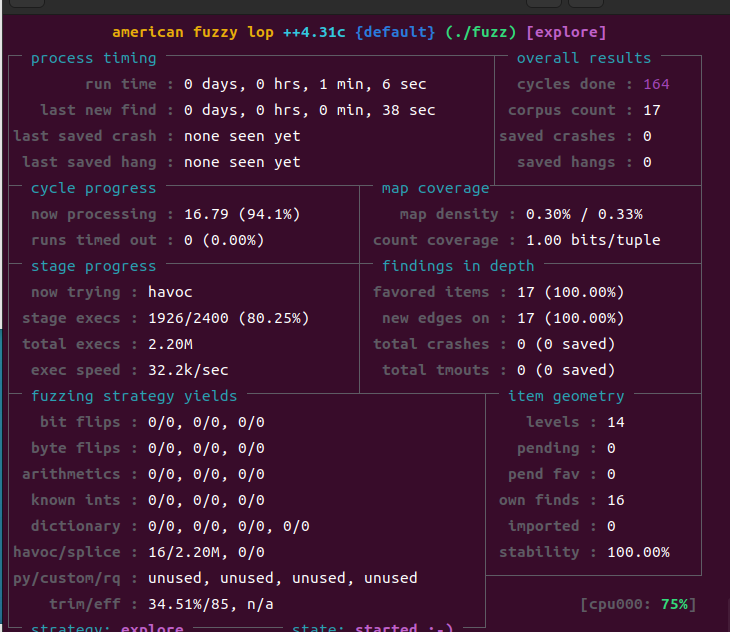 american fuzzy lop ++4.31c {default} (./fuzz) [explore]
process timing overall results
run time : 0 days, 0 hrs, 1 min, 6 sec cycles done : 164
last new find : 0 days, 0 hrs, 0 min, 38 sec corpus count : 17
last saved crash : none seen yet saved crashes : 0
last saved hang : none seen yet saved hangs : 0
cycle progress map coverage
now processing : 16.79 (94.1%) map density : 0.30% / 0.33%
runs timed out : 0 (0.00%) count coverage : 1.00 bits/tuple
stage progress findings in depth
now trying : havoc favored items : 17 (100.00%)
stage execs : 1926/2400 (80.25%) new edges on : 17 (100.00%)
total execs : 2.20M total crashes : 0 (0 saved)
exec speed : 32.2k/sec total tmouts : 0 (0 saved)
fuzzing strategy yields item geometry
bit flips : 0/0, 0/0, 0/0 levels : 14
byte flips : 0/0, 0/0, 0/0 pending : 0
arithmetics : 0/0, 0/0, 0/0 pend fav : 0
known ints : 0/0, 0/0, 0/0 own finds : 16
dictionary : 0/0, 0/0, 0/0, 0/0 imported : 0
havoc/splice : 16/2.20M, 0/0 stability : 100.00%
py/custom/rq : unused, unused, unused, unused
trim/eff : 34.51%/85, n/a [cpu000: 75%]
strategy: explore state: started :-)